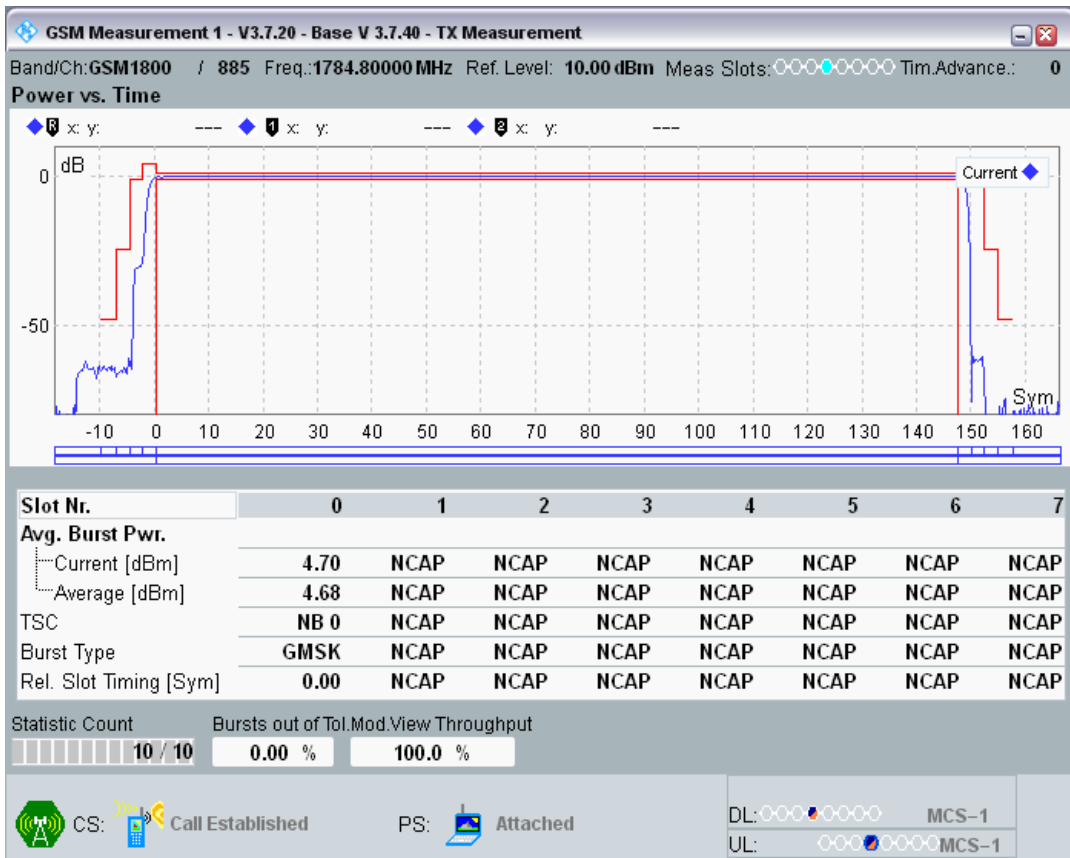 GSM Measurement 1 - V3.7.20 - Base V 3.7.40 - TX Measurement
Band/Ch:GSM1800 / 885 Freq.:1784.80000 MHz Ref. Level: 10.00 dBm Meas Slots: Tim.Advance.: 0
Power vs. Time
R x: y: --- 1 x: y: --- 2 x: y: ---
dB
Current
0
-50
Sym
-10 0 10 20 30 40 50 60 70 80 90 100 110 120 130 140 150 160
Slot Nr. 0 1 2 3 4 5 6 7
Avg. Burst Pwr.
Current [dBm] 4.70 NCAP NCAP NCAP NCAP NCAP NCAP NCAP
Average [dBm] 4.68 NCAP NCAP NCAP NCAP NCAP NCAP NCAP
TSC NB 0 NCAP NCAP NCAP NCAP NCAP NCAP NCAP
Burst Type GMSK NCAP NCAP NCAP NCAP NCAP NCAP NCAP
Rel. Slot Timing [Sym] 0.00 NCAP NCAP NCAP NCAP NCAP NCAP NCAP
Statistic Count Bursts out of Tol.Mod.View Throughput
10 / 10 0.00 % 100.0 %
CS: Call Established PS: Attached
DL: MCS-1
UL: MCS-1